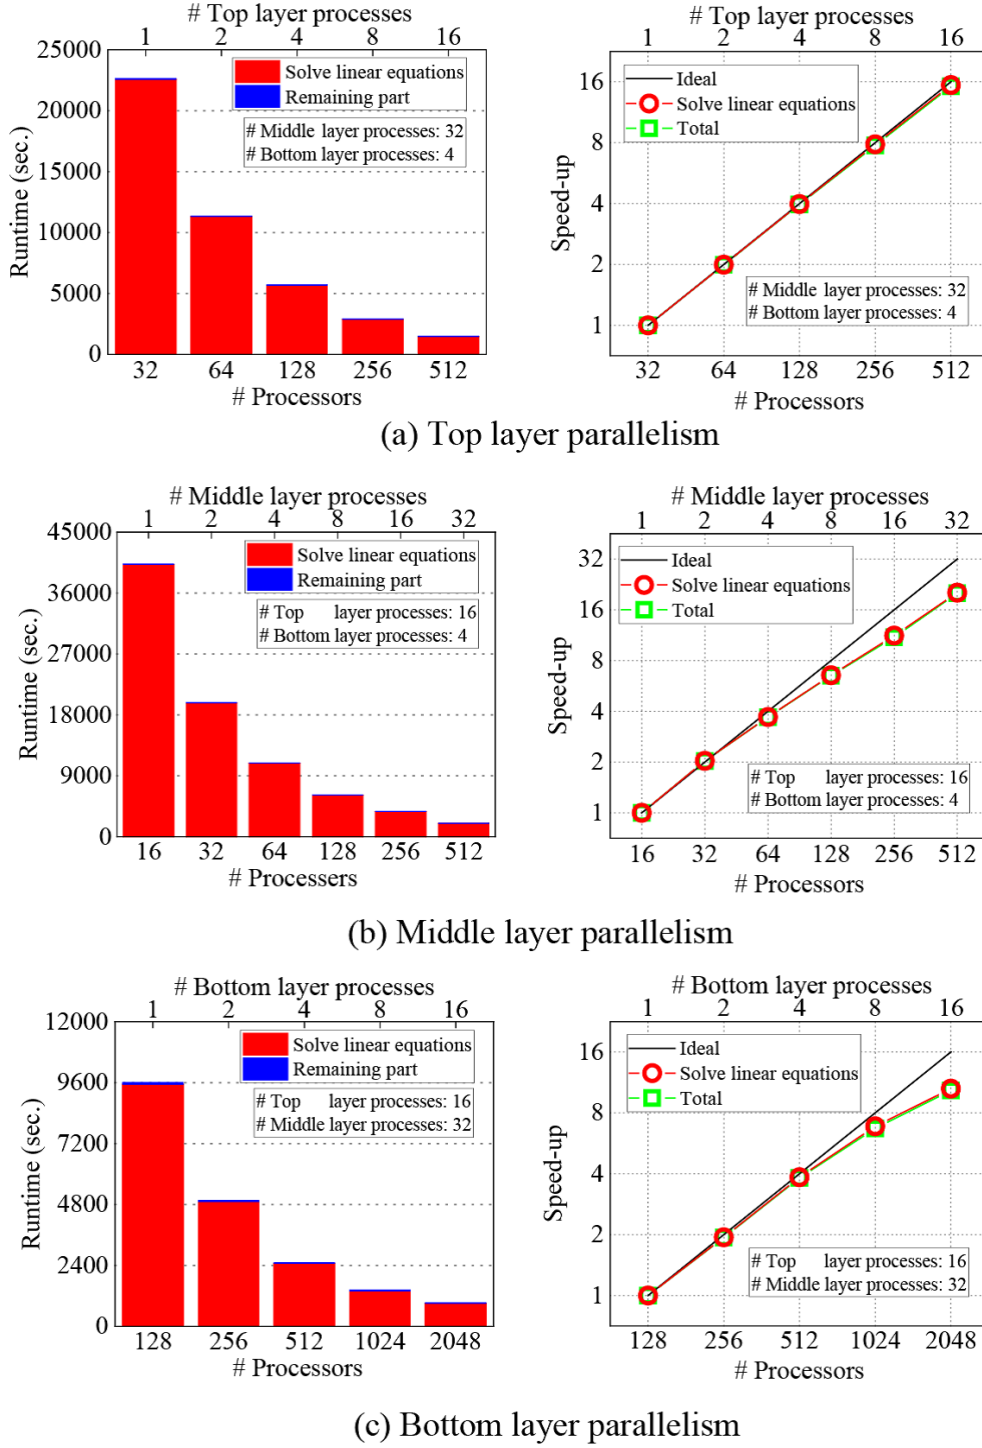 # Top layer processes
1 2 4 8 16
25000
20000
15000
10000
5000
0
Runtime (sec.)
Solve linear equations
Remaining part
# Middle layer processes: 32
# Bottom layer processes: 4
32 64 128 256 512
# Processors
# Top layer processes
1 2 4 8 16
16
8
4
2
1
Speed-up
Ideal
Solve linear equations
Total
# Middle layer processes: 32
# Bottom layer processes: 4
32 64 128 256 512
# Processors
(a) Top layer parallelism
# Middle layer processes
1 2 4 8 16 32
45000
36000
27000
18000
9000
0
Runtime (sec.)
Solve linear equations
Remaining part
# Top layer processes: 16
# Bottom layer processes: 4
16 32 64 128 256 512
# Processers
# Middle layer processes
1 2 4 8 16 32
32
16
8
4
2
1
Speed-up
Ideal
Solve linear equations
Total
# Top layer processes: 16
# Bottom layer processes: 4
16 32 64 128 256 512
# Processors
(b) Middle layer parallelism
# Bottom layer processes
1 2 4 8 16
12000
9600
7200
4800
2400
0
Runtime (sec.)
Solve linear equations
Remaining part
# Top layer processes: 16
# Middle layer processes: 32
128 256 512 1024 2048
# Processors
# Bottom layer processes
1 2 4 8 16
16
8
4
2
1
Speed-up
Ideal
Solve linear equations
Total
# Top layer processes: 16
# Middle layer processes: 32
128 256 512 1024 2048
# Processors
(c) Bottom layer parallelism